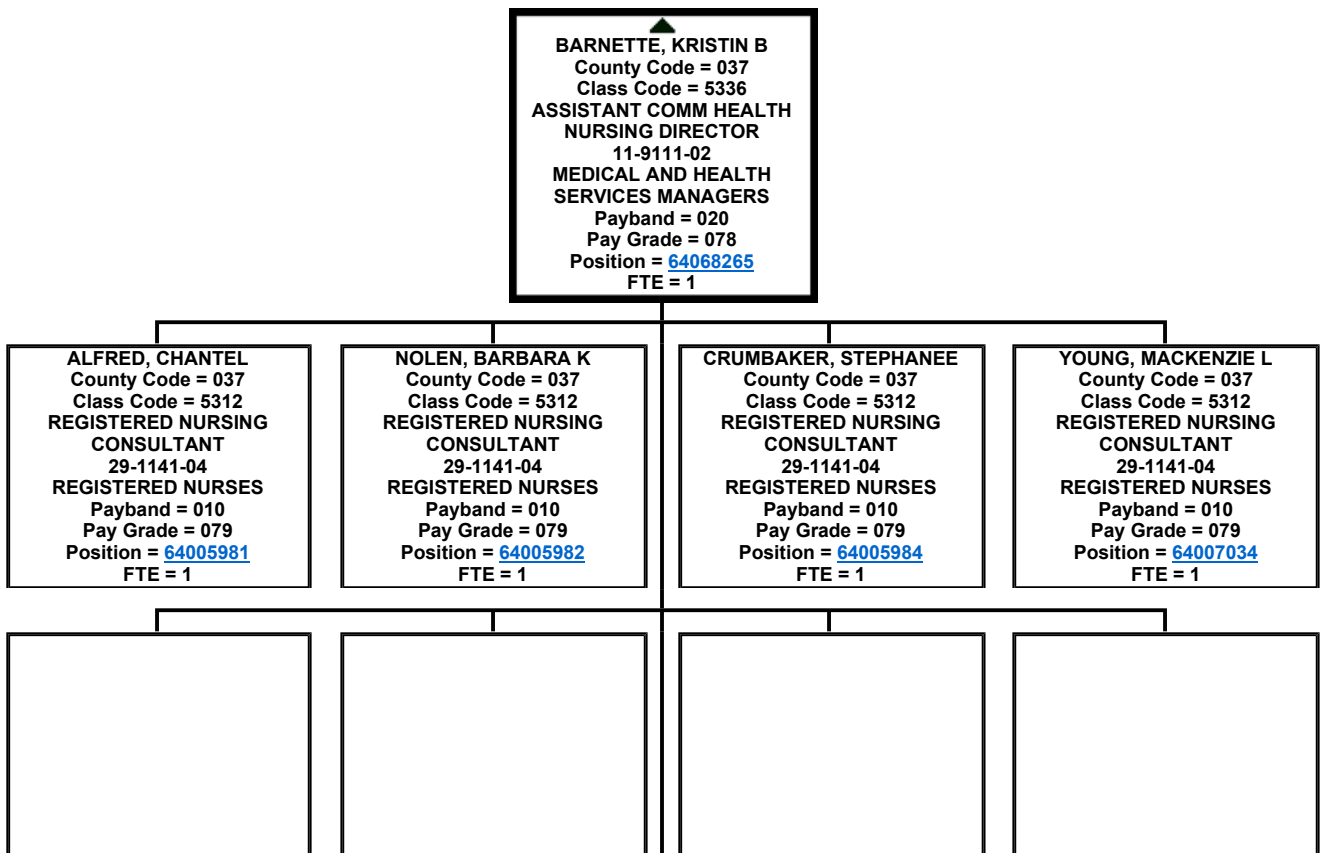 BARNETTE, KRISTIN B
County Code = 037
Class Code = 5336
ASSISTANT COMM HEALTH
NURSING DIRECTOR
11-9111-02
MEDICAL AND HEALTH
SERVICES MANAGERS
Payband = 020
Pay Grade = 078
Position = 64068265
FTE = 1
ALFRED, CHANTEL
County Code = 037
Class Code = 5312
REGISTERED NURSING
CONSULTANT
29-1141-04
REGISTERED NURSES
Payband = 010
Pay Grade = 079
Position = 64005981
FTE = 1
NOLEN, BARBARA K
County Code = 037
Class Code = 5312
REGISTERED NURSING
CONSULTANT
29-1141-04
REGISTERED NURSES
Payband = 010
Pay Grade = 079
Position = 64005982
FTE = 1
CRUMBAKER, STEPHANEE
County Code = 037
Class Code = 5312
REGISTERED NURSING
CONSULTANT
29-1141-04
REGISTERED NURSES
Payband = 010
Pay Grade = 079
Position = 64005984
FTE = 1
YOUNG, MACKENZIE L
County Code = 037
Class Code = 5312
REGISTERED NURSING
CONSULTANT
29-1141-04
REGISTERED NURSES
Payband = 010
Pay Grade = 079
Position = 64007034
FTE = 1